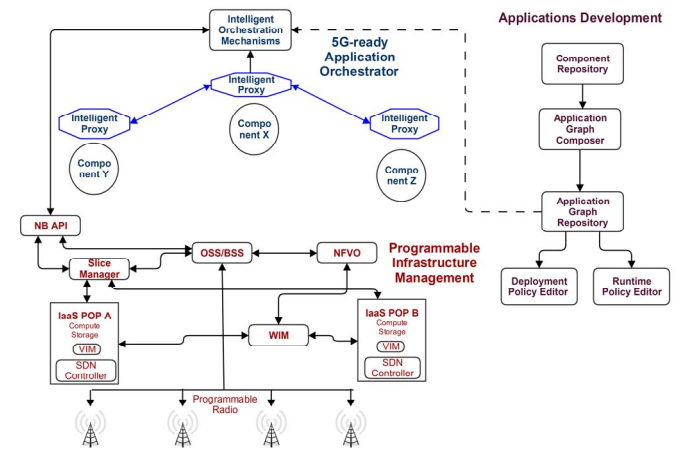 Intelligent
Orchestration
Mechanisms
5G-ready
Application
Orchestrator
Intelligent
Proxy
Intelligent
Proxy
Intelligent
Proxy
Compo
nent X
Compo
nent Y
Compo
nent Z
Applications Development
Component
Repository
Application
Graph
Composer
Application
Graph
Repository
Deployment
Policy Editor
Runtime
Policy Editor
NB API
OSS/BSS
NFVO
Programmable
Infrastructure
Management
Slice
Manager
IaaS POP A
Compute
Storage
VIM
SDN
Controller
WIM
IaaS POP B
Compute
Storage
VIM
SDN
Controller
Programmable
Radio